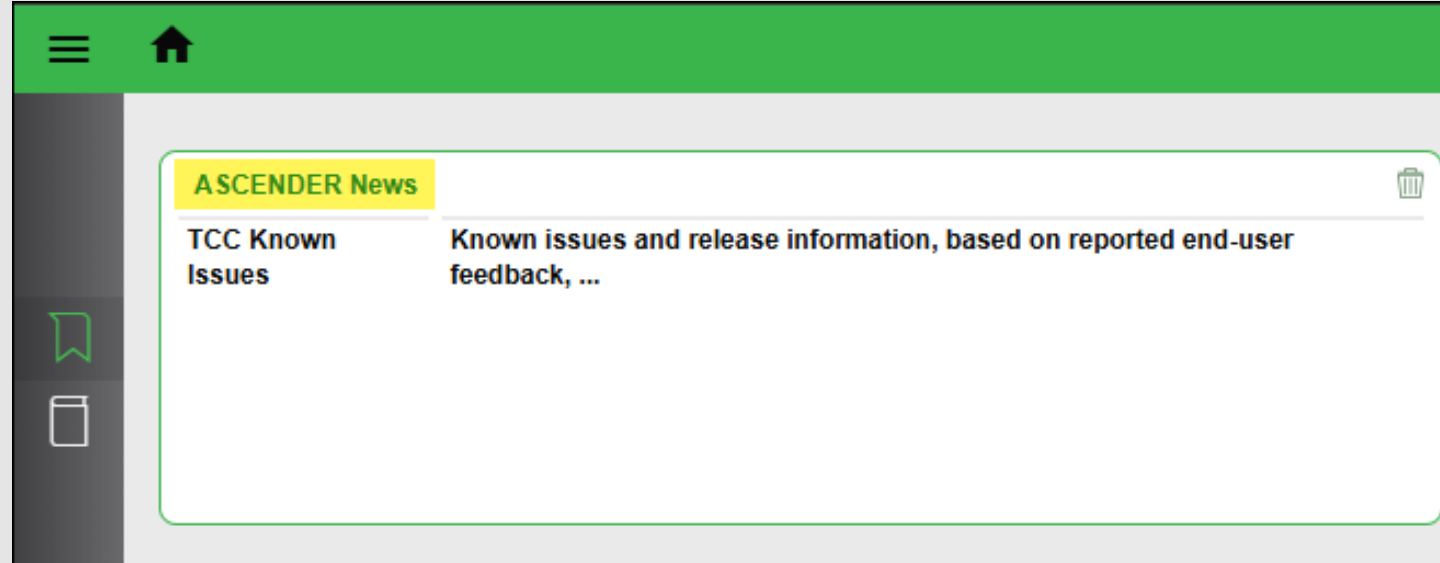 ASCENDER News
TCC Known
Issues
Known issues and release information, based on reported end-user
feedback, ...